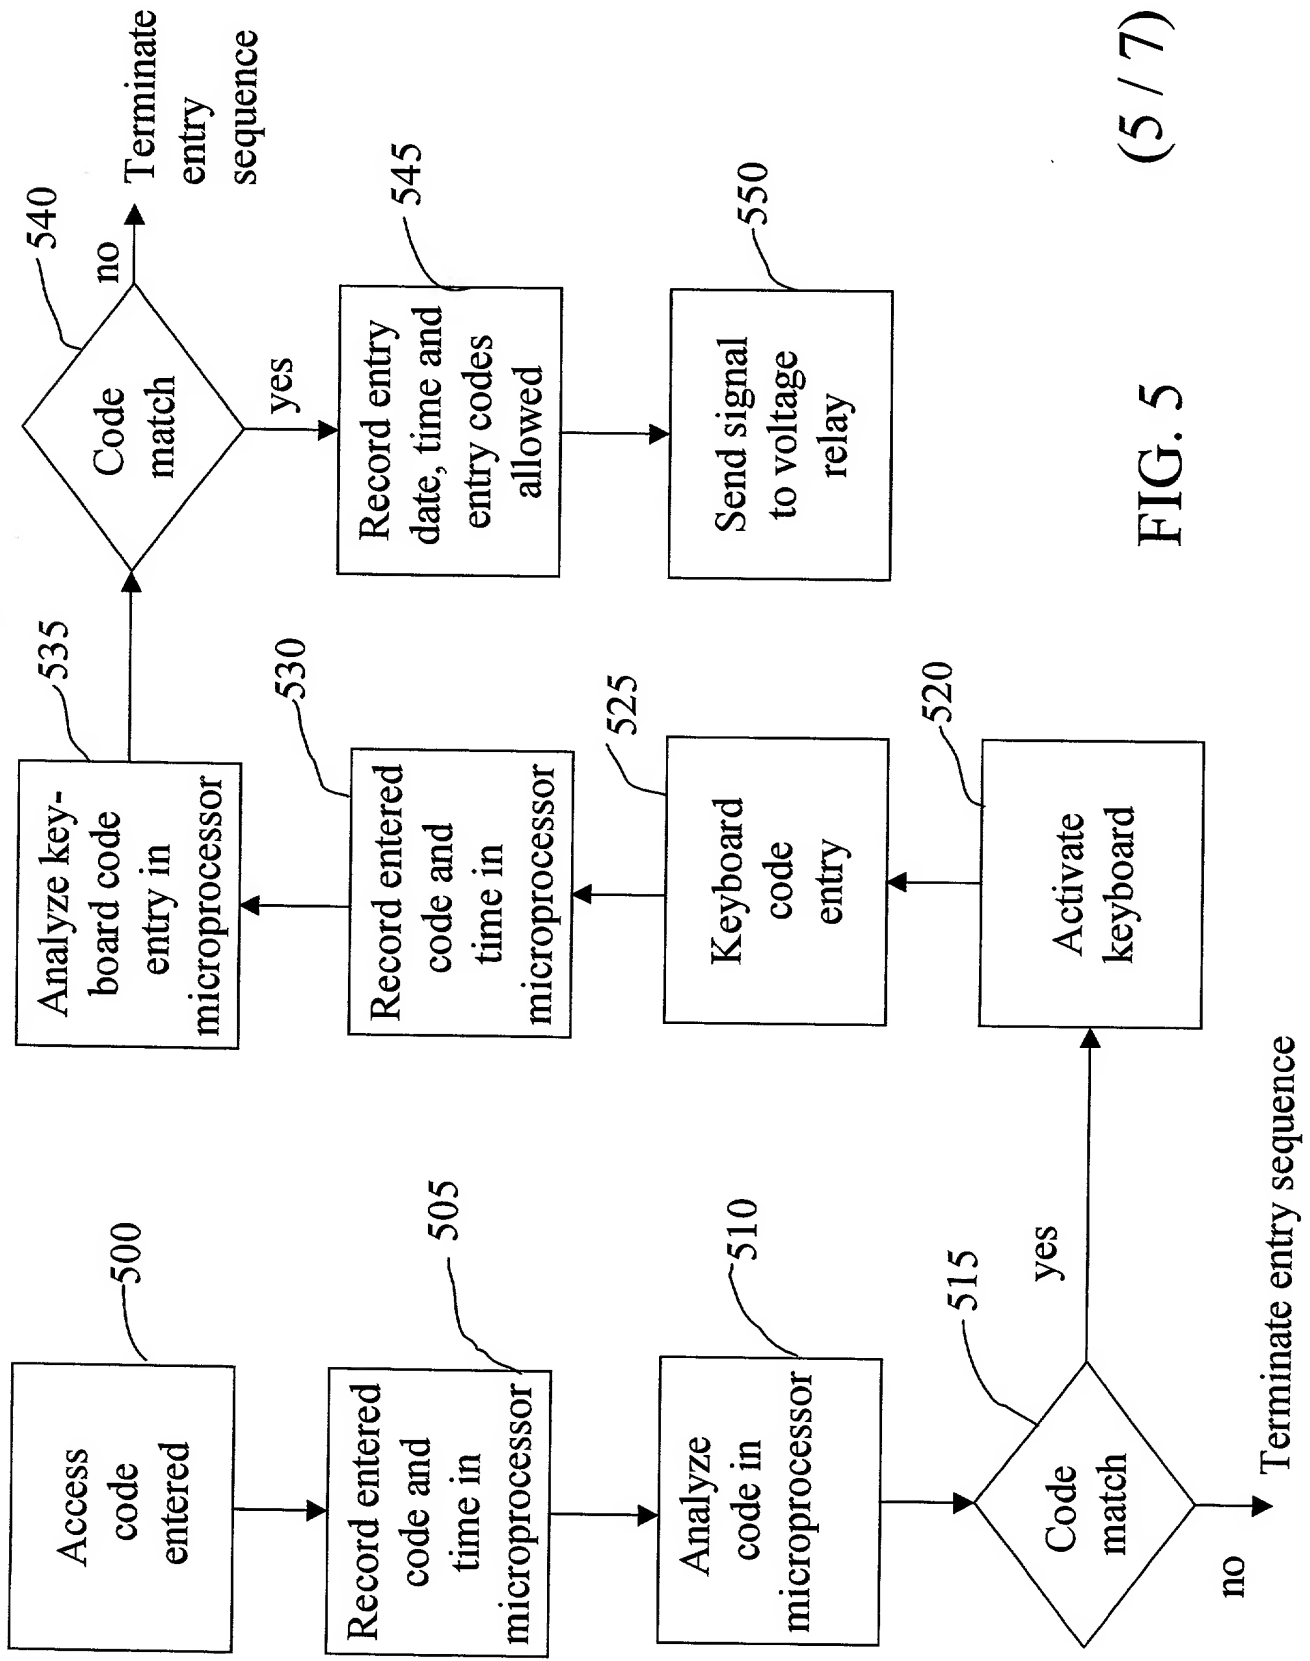 Access
code
entered
500
Record entered
code and
time in
microprocessor
505
Analyze
code in
microprocessor
510
Code
match
515
yes
no
Terminate entry sequence
Activate
keyboard
520
Keyboard
code
entry
525
Record entered
code and
time in
microprocessor
530
Analyze key-
board code
entry in
microprocessor
535
Code
match
540
no
Terminate
entry
sequence
yes
Record entry
date, time and
entry codes
allowed
545
Send signal
to voltage
relay
550
FIG. 5
(5 / 7)